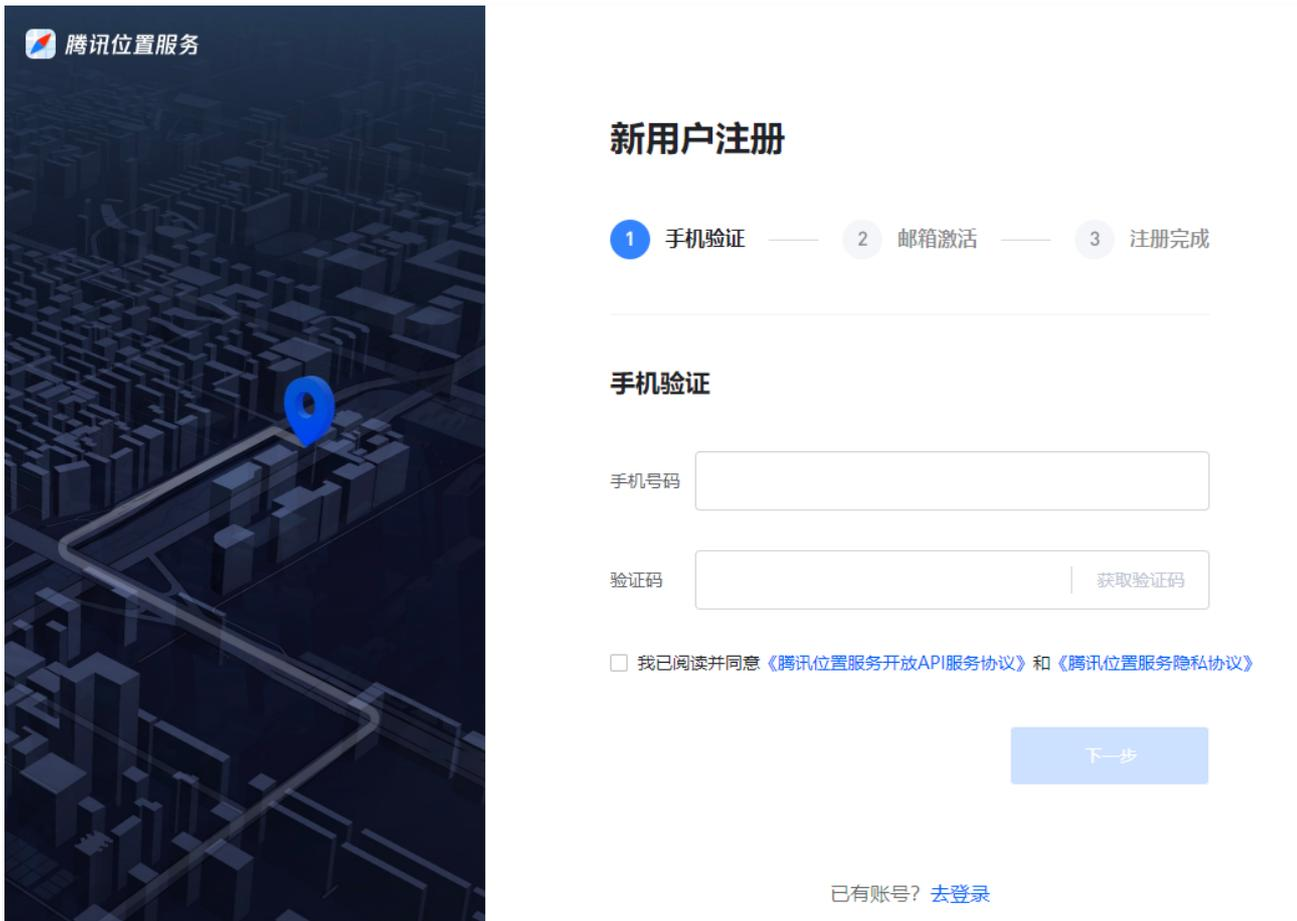 腾讯位置服务
新用户注册
1 手机验证 2 邮箱激活 3 注册完成
手机验证
手机号码
验证码 获取验证码
我已阅读并同意《腾讯位置服务开放API服务协议》和《腾讯位置服务隐私协议》
下一步
已有账号？去登录